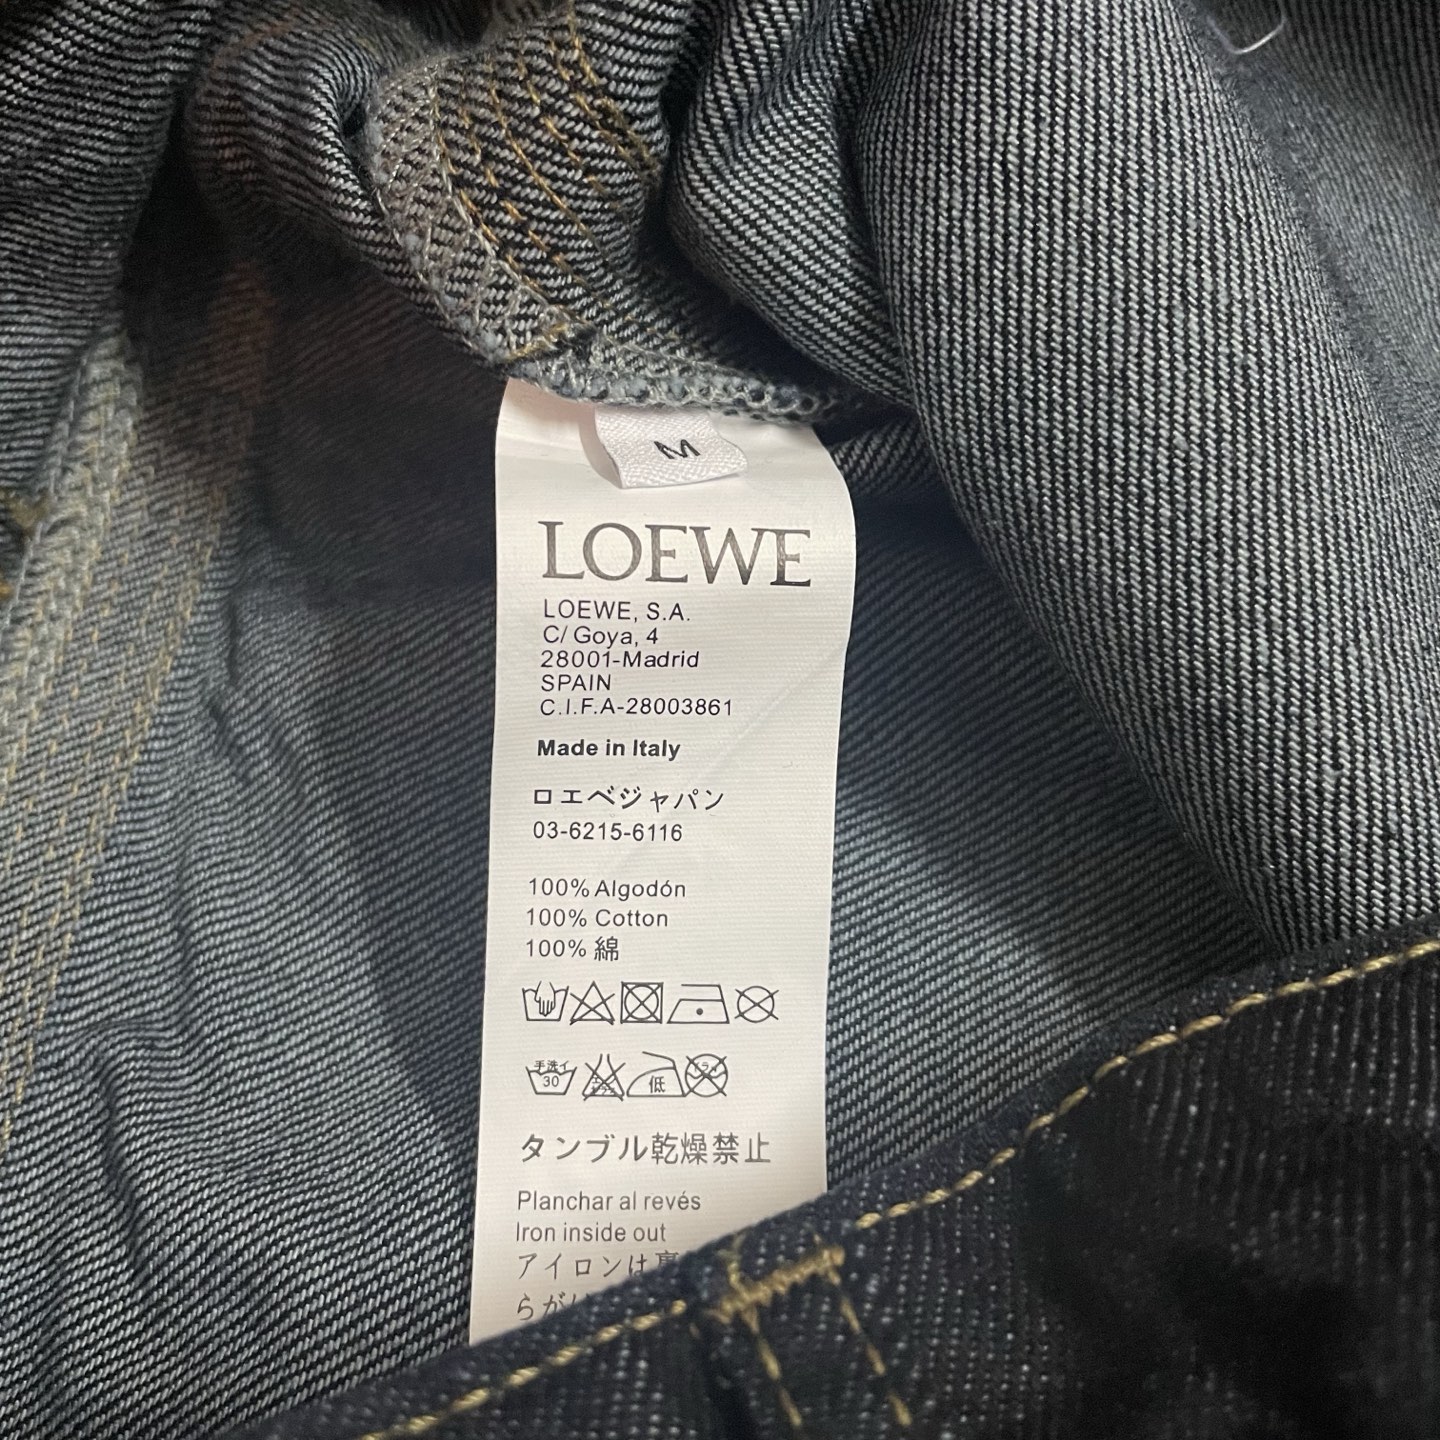 M
LOEWE
LOEWE, S.A.
C/ Goya, 4
28001-Madrid
SPAIN
C.I.F.A-28003861
Made in Italy
ロエベジャパン
03-6215-6116
100% Algodón
100% Cotton
100% 綿
手洗イ
30
低
タンブル乾燥禁止
Planchar al revés
Iron inside out
アイロンは裏
らが